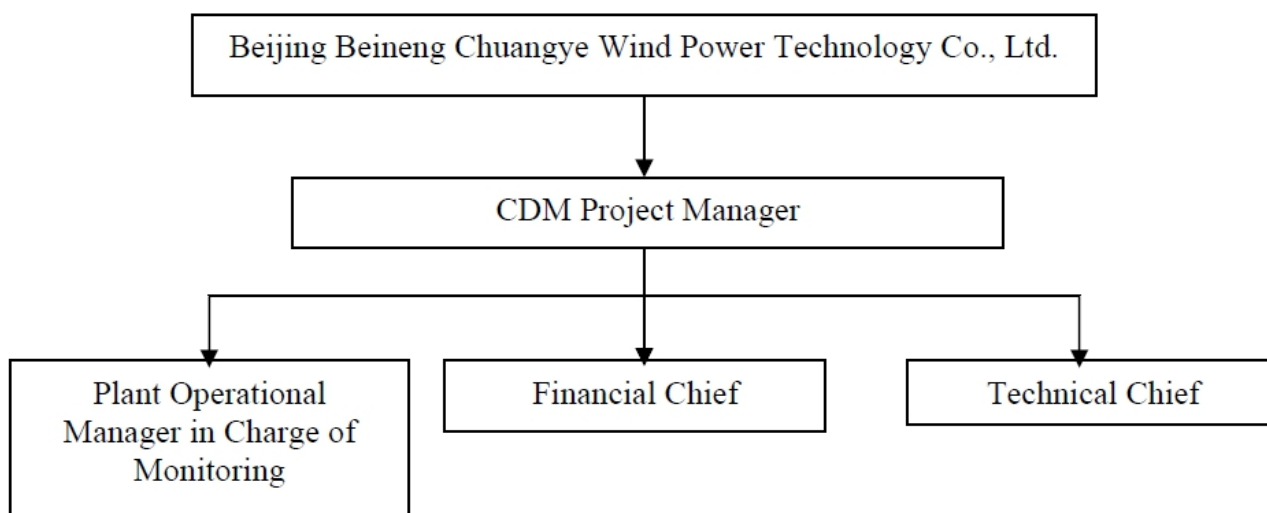 Beijing Beineng Chuangye Wind Power Technology Co., Ltd.
CDM Project Manager
Plant Operational
Manager in Charge of
Monitoring
Financial Chief
Technical Chief